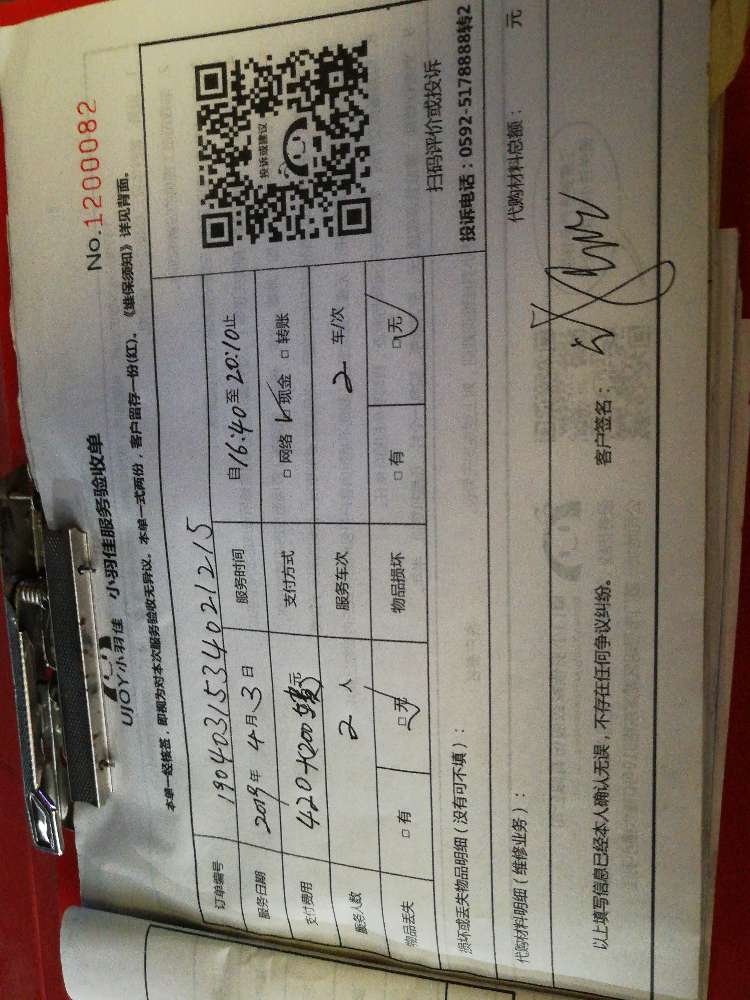 No.1200082
UJOY小羽佳 小羽佳服务验收单
本单一经核签，即视为对本次服务验收无异议。本单一式两份，客户留存一份(红)。《维保须知》详见背面。
订单编号 190403153402 1215
服务日期 2019年4月3日 服务时间 自16:40至20:10止
支付费用 420+200 元 支付方式 □网络 ☑现金 □转账
服务人数 2人 服务车次 2 车/次
物品丢失 □有 ☑无 物品损坏 □有 ☑无
投诉或建议
扫码评价或投诉
投诉电话：0592-5178888转2
损坏或丢失物品明细（没有可不填）：
代购材料明细（维修业务）： 代购材料总额： 元
以上填写信息已经本人确认无误，不存在任何争议纠纷。 客户签名：